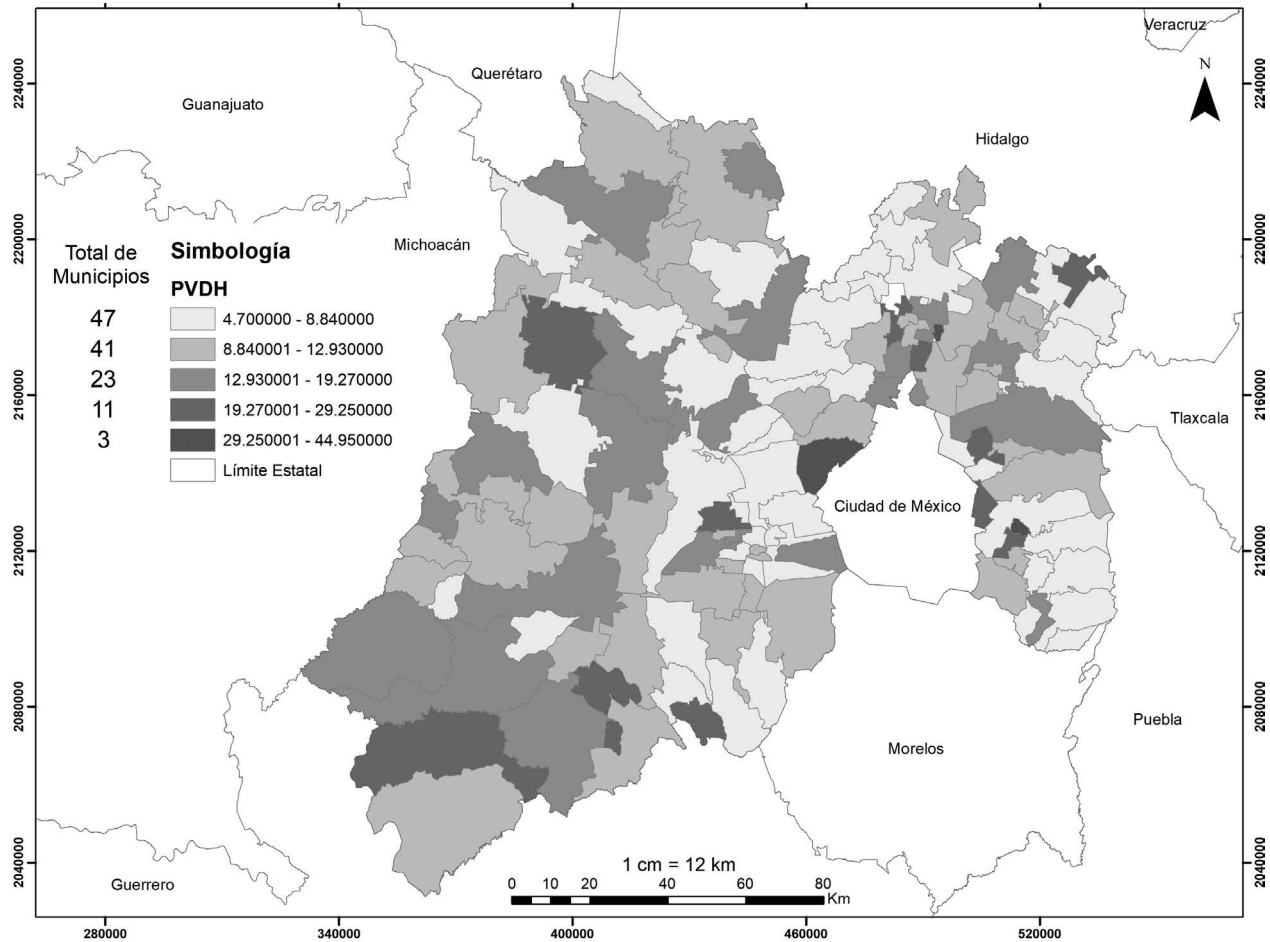 Veracruz
Querétaro
Guanajuato
N
Hidalgo
Michoacán
Total de
Municipios
Simbología
PVDH
47
4.700000 - 8.840000
41
8.840001 - 12.930000
23
12.930001 - 19.270000
11
19.270001 - 29.250000
3
29.250001 - 44.950000
Límite Estatal
Tlaxcala
Ciudad de México
Puebla
Morelos
Guerrero
1 cm = 12 km
0 10 20 40 60 80
Km
2240000
2200000
2160000
2120000
2080000
2040000
2240000
2200000
2160000
2120000
2080000
2040000
280000 340000 400000 460000 520000